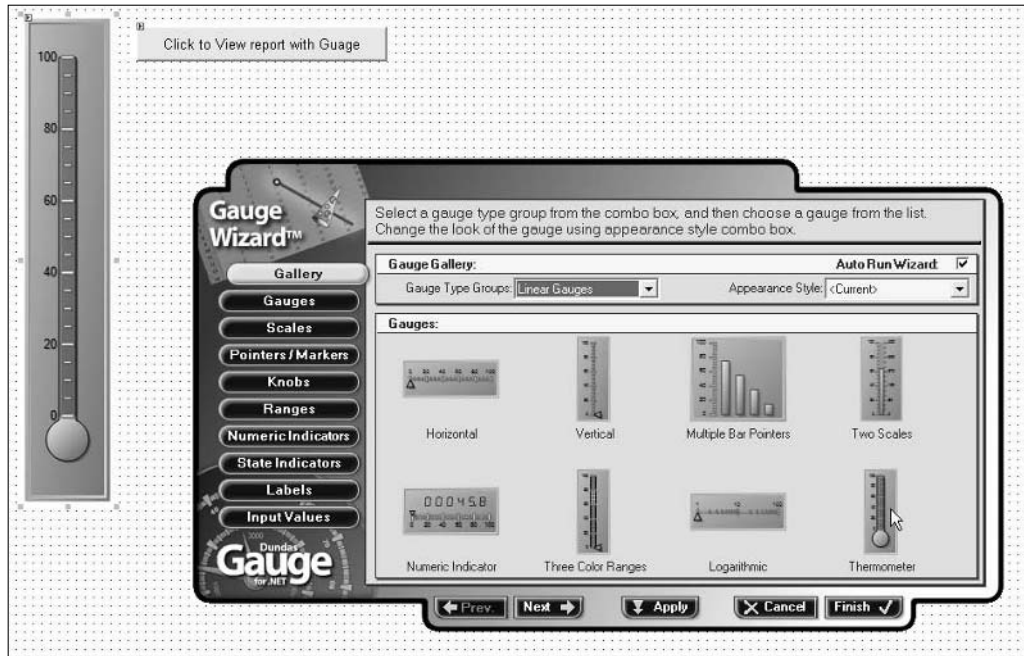 Click to View report with Guage
100
80
60
40
20
0
Gauge
Wizard™
Select a gauge type group from the combo box, and then choose a gauge from the list.
Change the look of the gauge using appearance style combo box.
Gallery
Gauges
Scales
Pointers / Markers
Knobs
Ranges
Numeric Indicators
State Indicators
Labels
Input Values
Dundas
Gauge
for .NET
Gauge Gallery:
Auto Run Wizard:
Gauge Type Groups: Linear Gauges
Appearance Style: <Current>
Gauges:
Horizontal
Vertical
Multiple Bar Pointers
Two Scales
00045.8
Numeric Indicator
Three Color Ranges
Logarithmic
Thermometer
Prev.
Next
Apply
Cancel
Finish